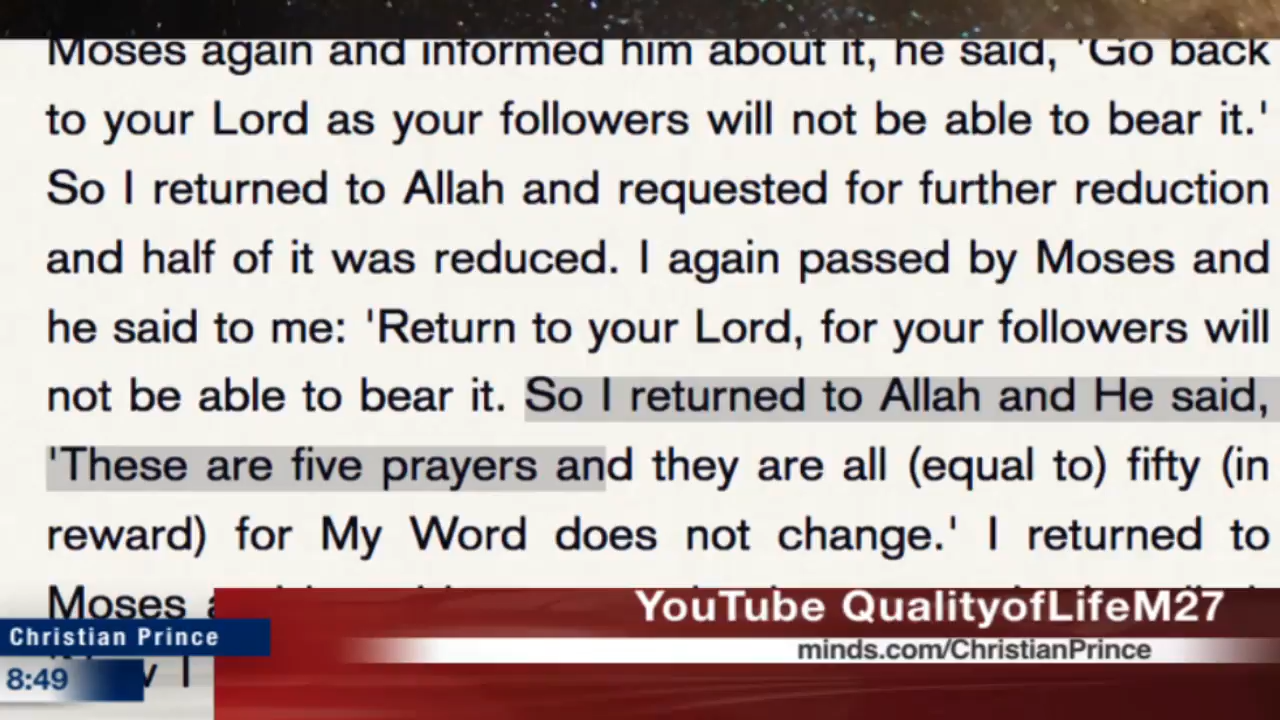 Moses again and informed him about it, he said, 'Go back
to your Lord as your followers will not be able to bear it.'
So I returned to Allah and requested for further reduction
and half of it was reduced. I again passed by Moses and
he said to me: 'Return to your Lord, for your followers will
not be able to bear it. So I returned to Allah and He said,
'These are five prayers and they are all (equal to) fifty (in
reward) for My Word does not change.' I returned to
Moses
YouTube QualityofLifeM27
Christian Prince
minds.com/ChristianPrince
8:49
I